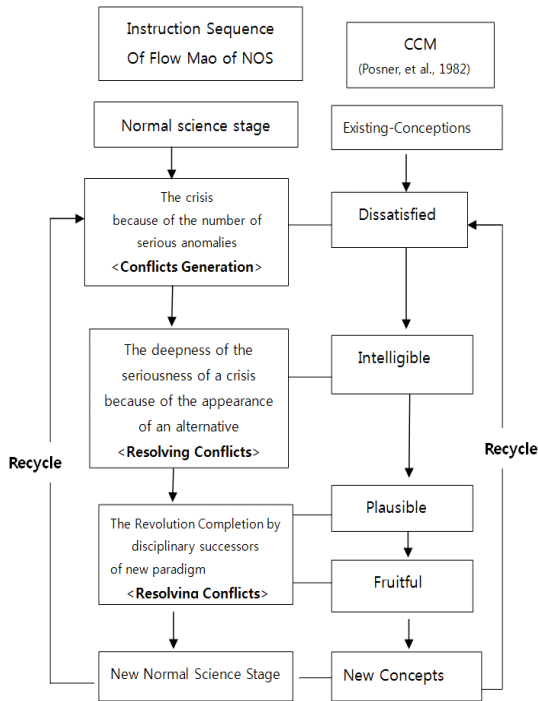 Instruction Sequence
Of Flow Mao of NOS
CCM
(Posner, et al., 1982)
Normal science stage
Existing-Conceptions
The crisis
because of the number of
serious anomalies
<Conflicts Generation>
Dissatisfied
The deepness of the
seriousness of a crisis
because of the appearance
of an alternative
<Resolving Conflicts>
Intelligible
Recycle
Recycle
The Revolution Completion by
disciplinary successors
of new paradigm
<Resolving Conflicts>
Plausible
Fruitful
New Normal Science Stage
New Concepts